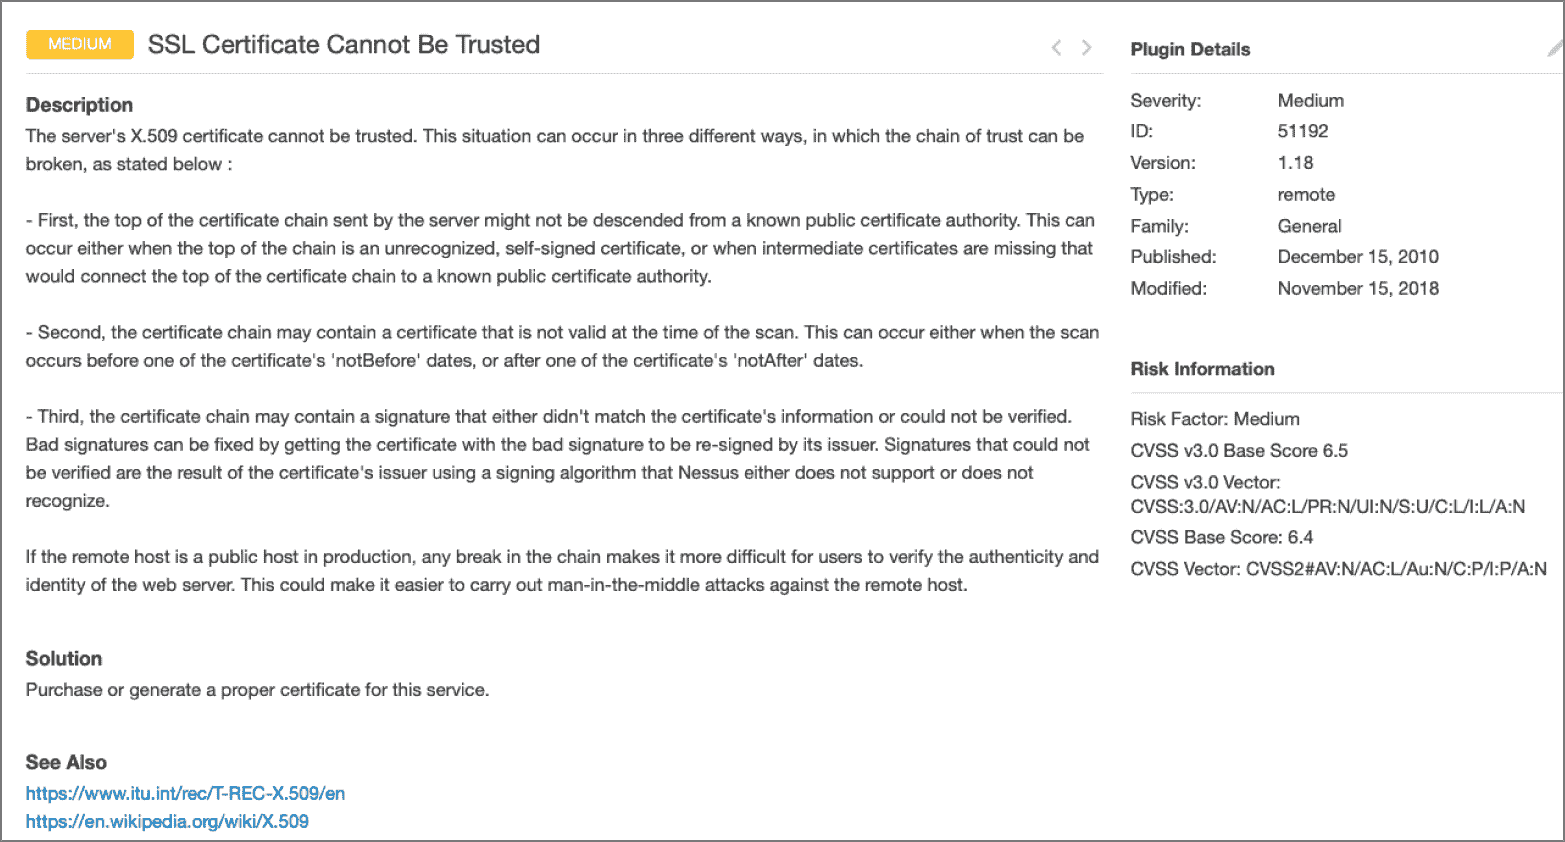 MEDIUM SSL Certificate Cannot Be Trusted
Description
The server's X.509 certificate cannot be trusted. This situation can occur in three different ways, in which the chain of trust can be
broken, as stated below :
- First, the top of the certificate chain sent by the server might not be descended from a known public certificate authority. This can
occur either when the top of the chain is an unrecognized, self-signed certificate, or when intermediate certificates are missing that
would connect the top of the certificate chain to a known public certificate authority.
- Second, the certificate chain may contain a certificate that is not valid at the time of the scan. This can occur either when the scan
occurs before one of the certificate's 'notBefore' dates, or after one of the certificate's 'notAfter' dates.
- Third, the certificate chain may contain a signature that either didn't match the certificate's information or could not be verified.
Bad signatures can be fixed by getting the certificate with the bad signature to be re-signed by its issuer. Signatures that could not
be verified are the result of the certificate's issuer using a signing algorithm that Nessus either does not support or does not
recognize.
If the remote host is a public host in production, any break in the chain makes it more difficult for users to verify the authenticity and
identity of the web server. This could make it easier to carry out man-in-the-middle attacks against the remote host.
Solution
Purchase or generate a proper certificate for this service.
See Also
https://www.itu.int/rec/T-REC-X.509/en
https://en.wikipedia.org/wiki/X.509
Plugin Details
Severity: Medium
ID: 51192
Version: 1.18
Type: remote
Family: General
Published: December 15, 2010
Modified: November 15, 2018
Risk Information
Risk Factor: Medium
CVSS v3.0 Base Score 6.5
CVSS v3.0 Vector:
CVSS:3.0/AV:N/AC:L/PR:N/UI:N/S:U/C:L/I:L/A:N
CVSS Base Score: 6.4
CVSS Vector: CVSS2#AV:N/AC:L/Au:N/C:P/I:P/A:N